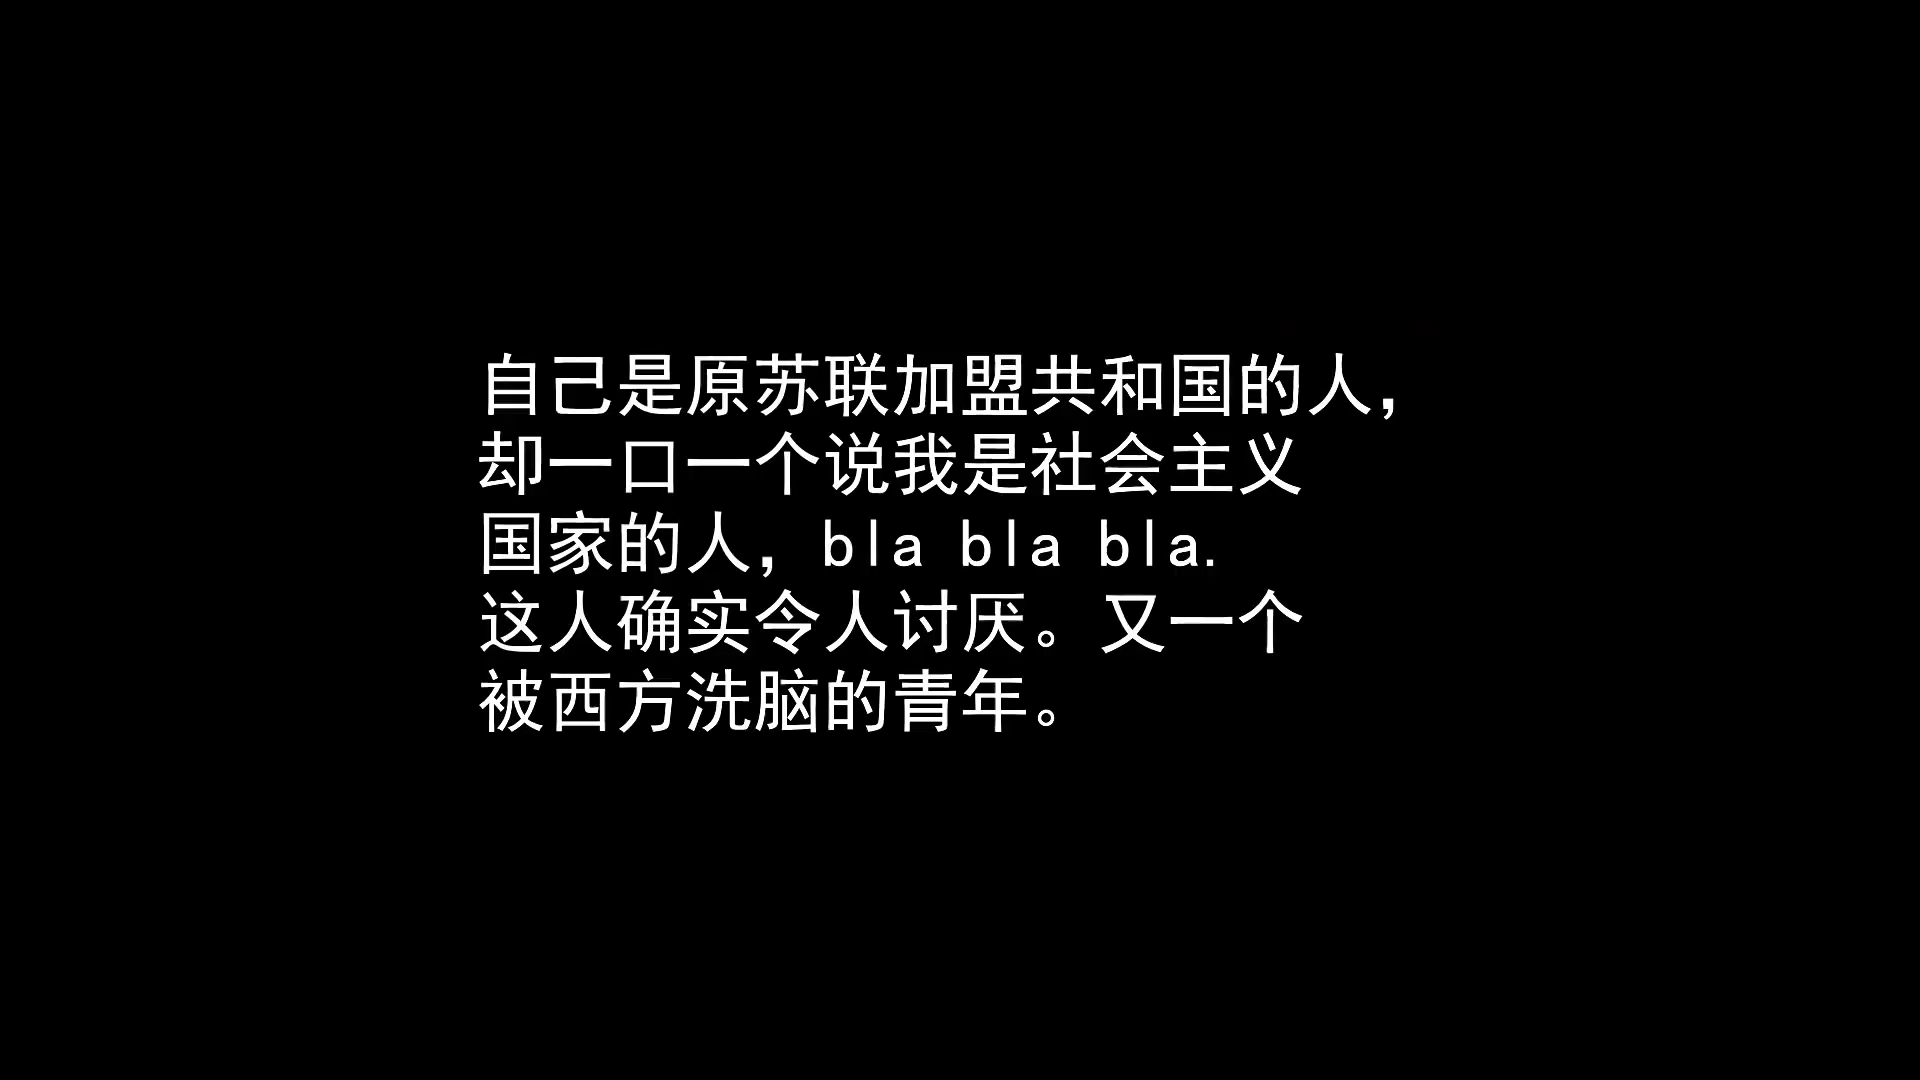 自己是原苏联加盟共和国的人，
却一口一个说我是社会主义
国家的人，bla bla bla.
这人确实令人讨厌。又一个
被西方洗脑的青年。